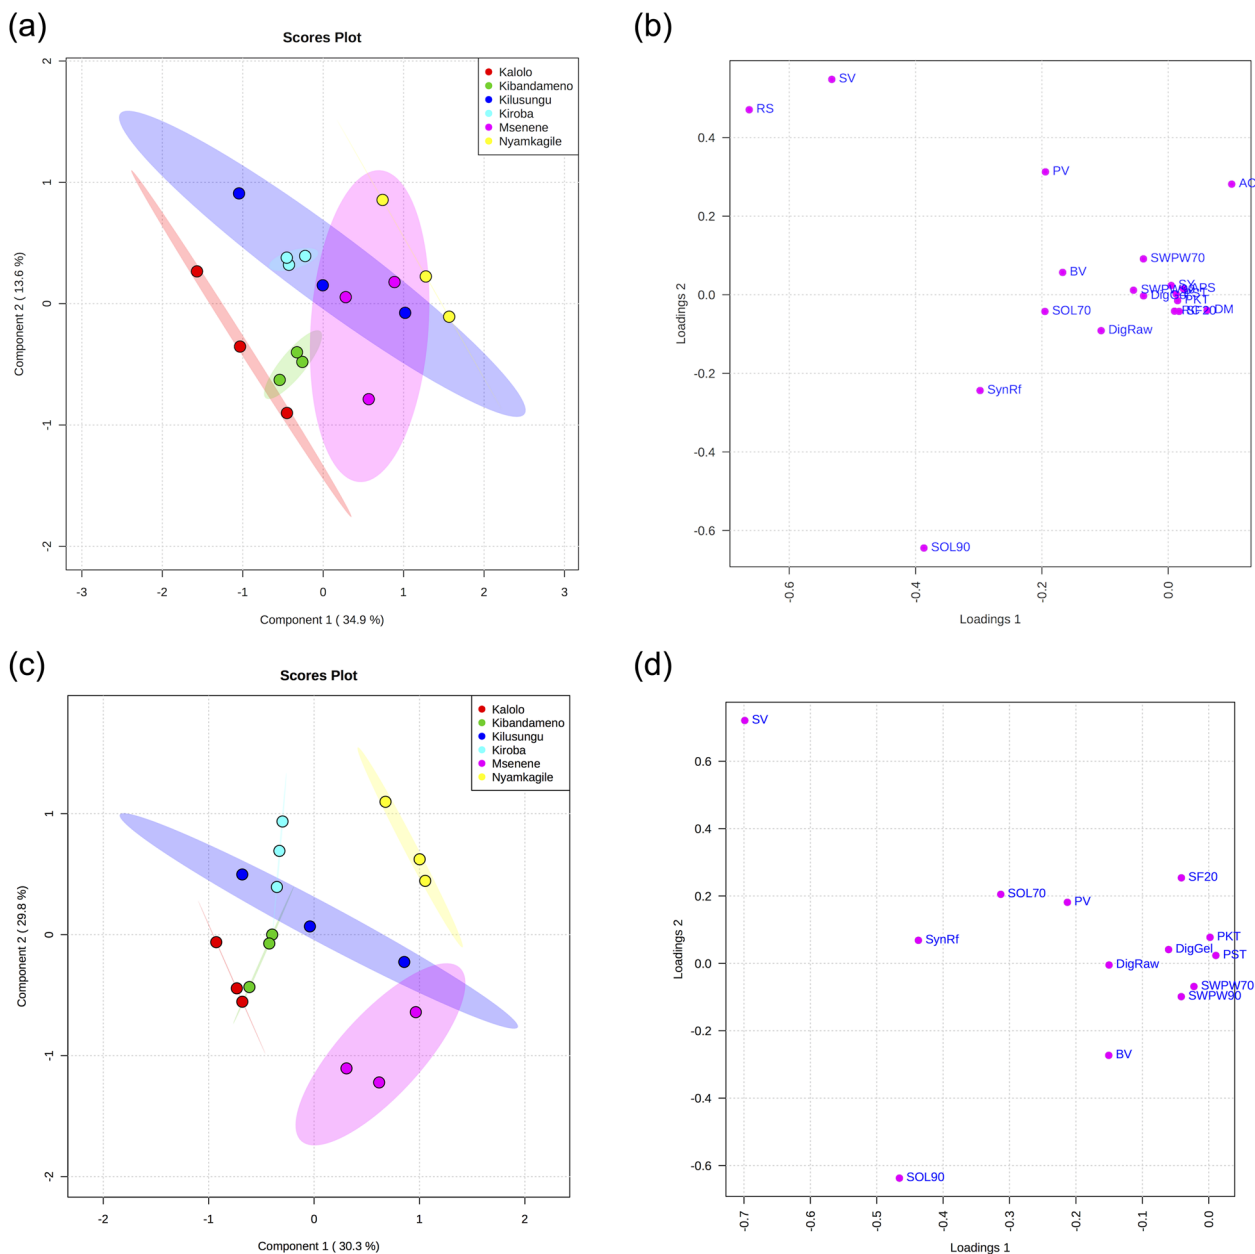 (a)
Scores Plot
Kalolo
Kibandameno
Kilusungu
Kiroba
Msenene
Nyamkagile
2
1
0
-1
-2
Component 2 ( 13.6 %)
-3
-2
-1
0
1
2
3
Component 1 ( 34.9 %)
(b)
SV
RS
PV
AC
SWPW70
BV
SX
DigGel
SOL70
PKT
SF20
DM
DigRaw
SynRf
SOL90
0.4
0.2
0.0
-0.2
-0.4
-0.6
Loadings 2
-0.6
-0.4
-0.2
0.0
Loadings 1
(c)
Scores Plot
Kalolo
Kibandameno
Kilusungu
Kiroba
Msenene
Nyamkagile
1
0
-1
-2
Component 2 ( 29.8 %)
-2
-1
0
1
2
Component 1 ( 30.3 %)
(d)
SV
SF20
SOL70
PV
SynRf
PKT
DigGel
PST
DigRaw
SWPW70
SWPW90
BV
SOL90
0.6
0.4
0.2
0.0
-0.2
-0.4
-0.6
Loadings 2
-0.7
-0.6
-0.5
-0.4
-0.3
-0.2
-0.1
0.0
Loadings 1